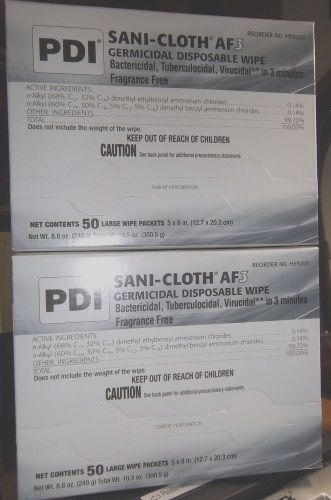 PDI
SANI-CLOTH® AF3
REORDER NO. H59200
GERMICIDAL DISPOSABLE WIPE
Bactericidal, Tuberculocidal, Virucidal** in 3 minutes
Fragrance Free
ACTIVE INGREDIENTS:
n-Alkyl (68% C12, 32% C14) dimethyl ethylbenzyl ammonium chlorides 0.14%
n-Alkyl (60% C14, 30% C16, 5% C12, 5% C18) dimethyl benzyl ammonium chlorides 0.14%
OTHER INGREDIENTS: 99.72%
TOTAL 100.00%
Does not include the weight of the wipe.
KEEP OUT OF REACH OF CHILDREN
CAUTION See back panel for additional precautionary statements
TEAR AT PERFORATION
NET CONTENTS 50 LARGE WIPE PACKETS 5 x 8 in. (12.7 x 20.3 cm)
Net Wt. 8.8 oz. (249 g) Total Wt. 10.5 oz. (300.5 g)
PDI
SANI-CLOTH® AF3
REORDER NO. H59200
GERMICIDAL DISPOSABLE WIPE
Bactericidal, Tuberculocidal, Virucidal** in 3 minutes
Fragrance Free
ACTIVE INGREDIENTS:
n-Alkyl (68% C12, 32% C14) dimethyl ethylbenzyl ammonium chlorides 0.14%
n-Alkyl (60% C14, 30% C16, 5% C12, 5% C18) dimethyl benzyl ammonium chlorides 0.14%
OTHER INGREDIENTS: 99.72%
TOTAL 100.00%
Does not include the weight of the wipe.
KEEP OUT OF REACH OF CHILDREN
CAUTION See back panel for additional precautionary statements
TEAR AT PERFORATION
NET CONTENTS 50 LARGE WIPE PACKETS 5 x 8 in. (12.7 x 20.3 cm)
Net Wt. 8.8 oz. (249 g) Total Wt. 10.5 oz. (300.5 g)